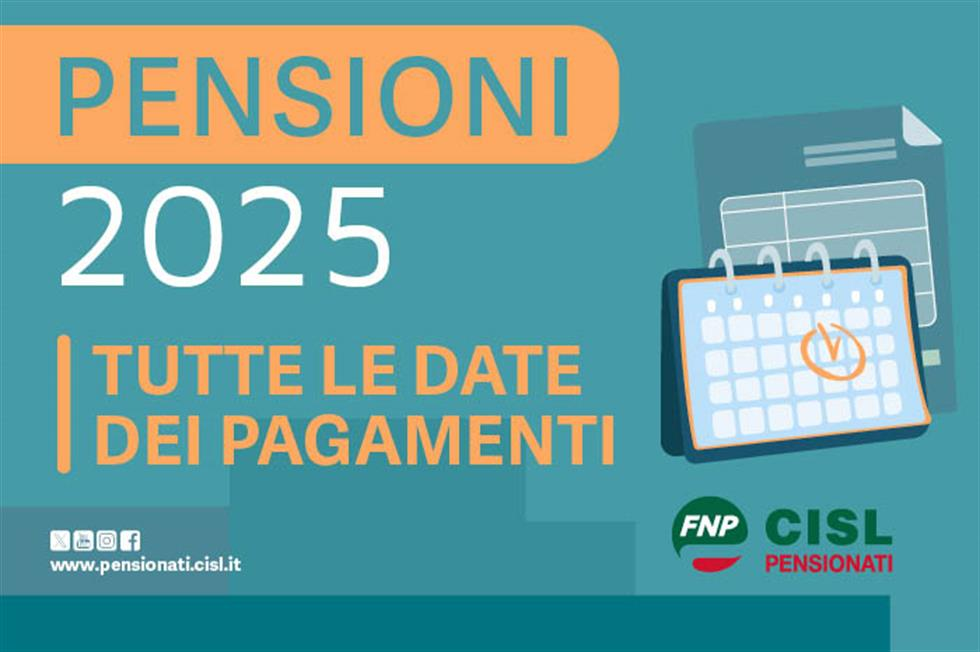 PENSIONI
2025
TUTTE LE DATE
DEI PAGAMENTI
www.pensionati.cisl.it
FNP
CISL
PENSIONATI